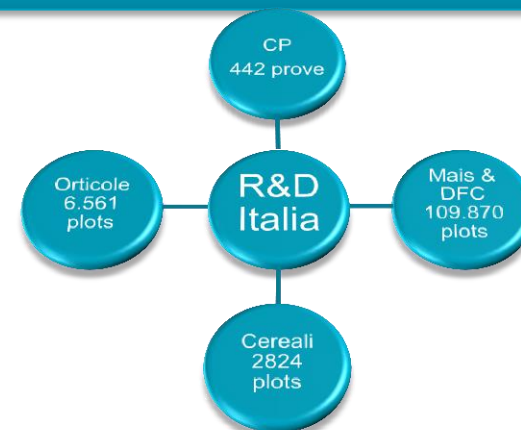 CP
442 prove
Orticole
6.561
plots
R&D
Italia
Mais &
DFC
109.870
plots
Cereali
2824
plots